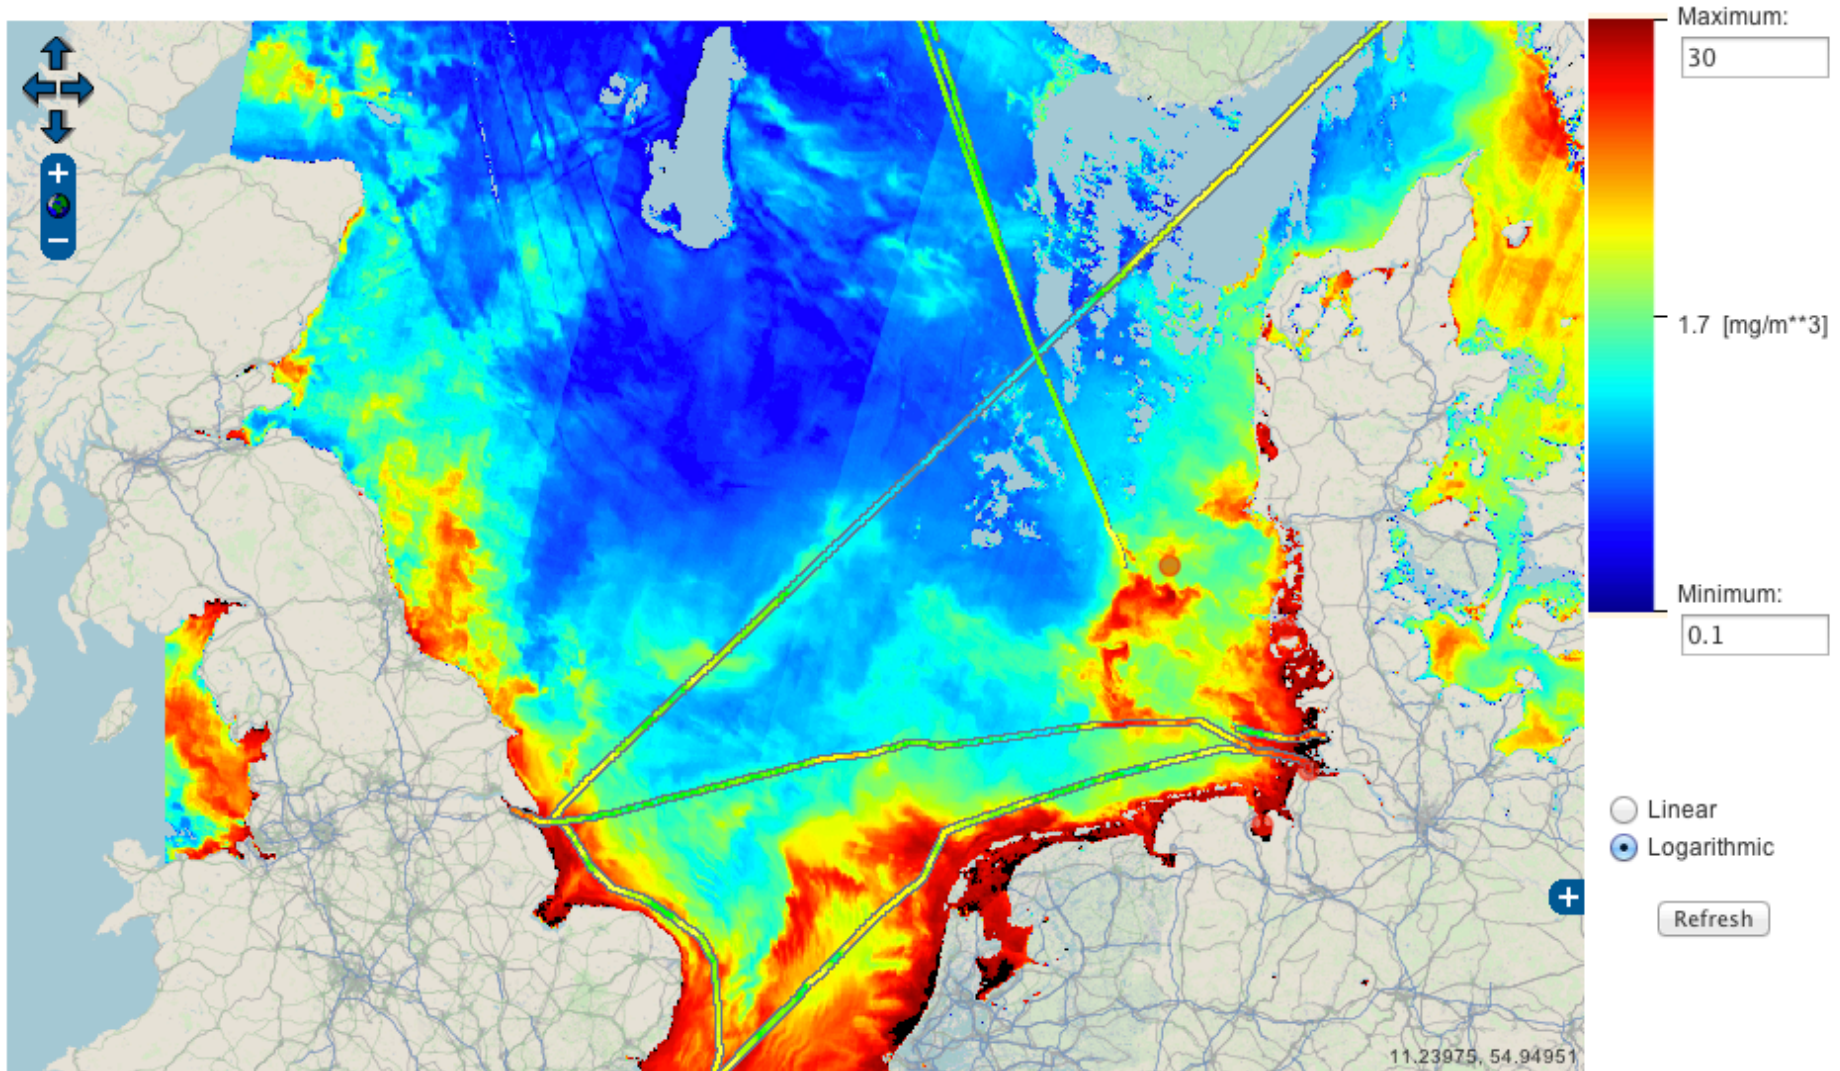 Maximum:
30
1.7 [mg/m**3]
Minimum:
0.1
Linear
Logarithmic
Refresh
11.23975, 54.94951